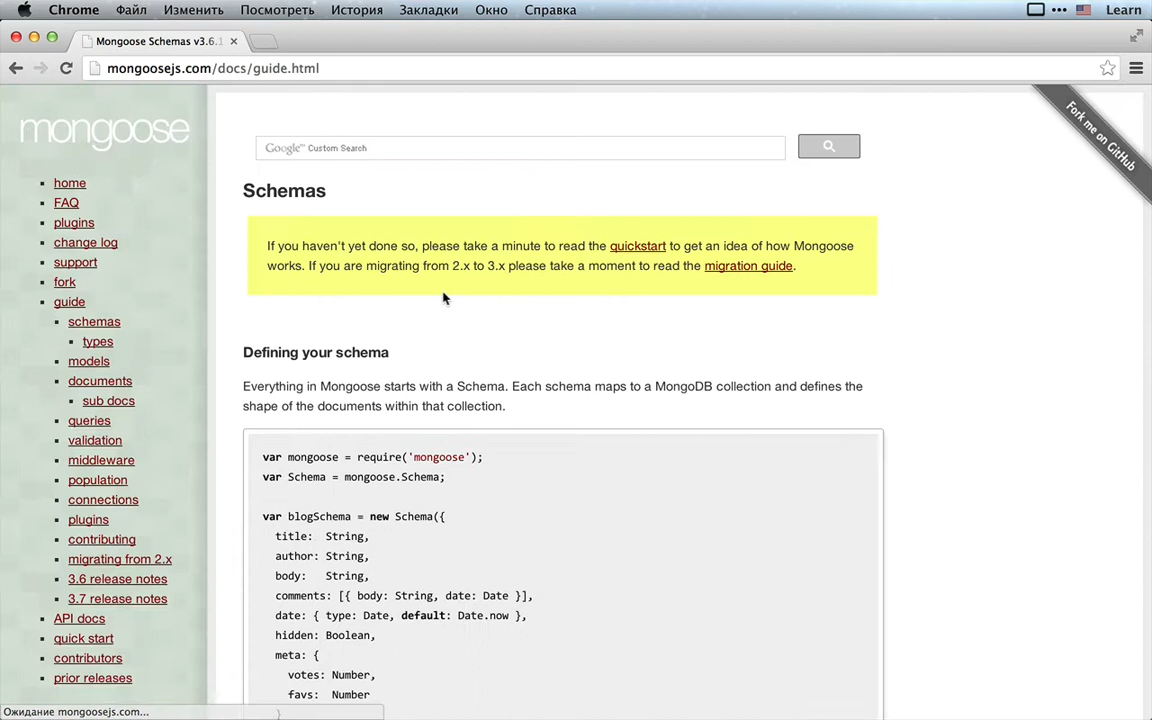 Chrome Файл Изменить Посмотреть История Закладки Окно Справка Learn
Mongoose Schemas v3.6.1
mongoosejs.com/docs/guide.html
Fork me on GitHub
mongoose
Google™ Custom Search
home
FAQ
plugins
change log
support
fork
guide
schemas
types
models
documents
sub docs
queries
validation
middleware
population
connections
plugins
contributing
migrating from 2.x
3.6 release notes
3.7 release notes
API docs
quick start
contributors
prior releases
Schemas
If you haven't yet done so, please take a minute to read the quickstart to get an idea of how Mongoose
works. If you are migrating from 2.x to 3.x please take a moment to read the migration guide.
Defining your schema
Everything in Mongoose starts with a Schema. Each schema maps to a MongoDB collection and defines the
shape of the documents within that collection.
var mongoose = require('mongoose');
var Schema = mongoose.Schema;
var blogSchema = new Schema({
title: String,
author: String,
body: String,
comments: [{ body: String, date: Date }],
date: { type: Date, default: Date.now },
hidden: Boolean,
meta: {
votes: Number,
favs: Number
}
Ожидание mongoosejs.com...